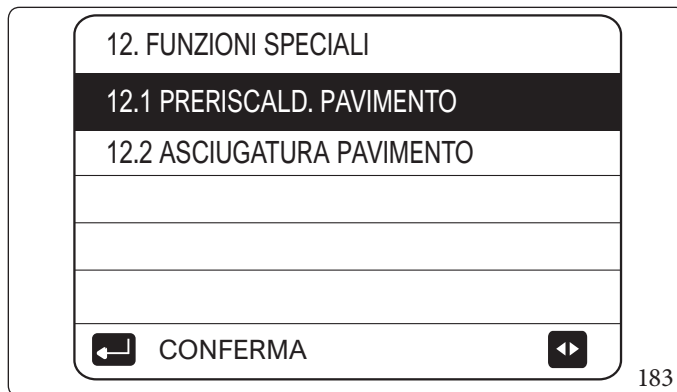 12. FUNZIONI SPECIALI
12.1 PRERISCALD. PAVIMENTO
12.2 ASCIUGATURA PAVIMENTO
CONFERMA
183